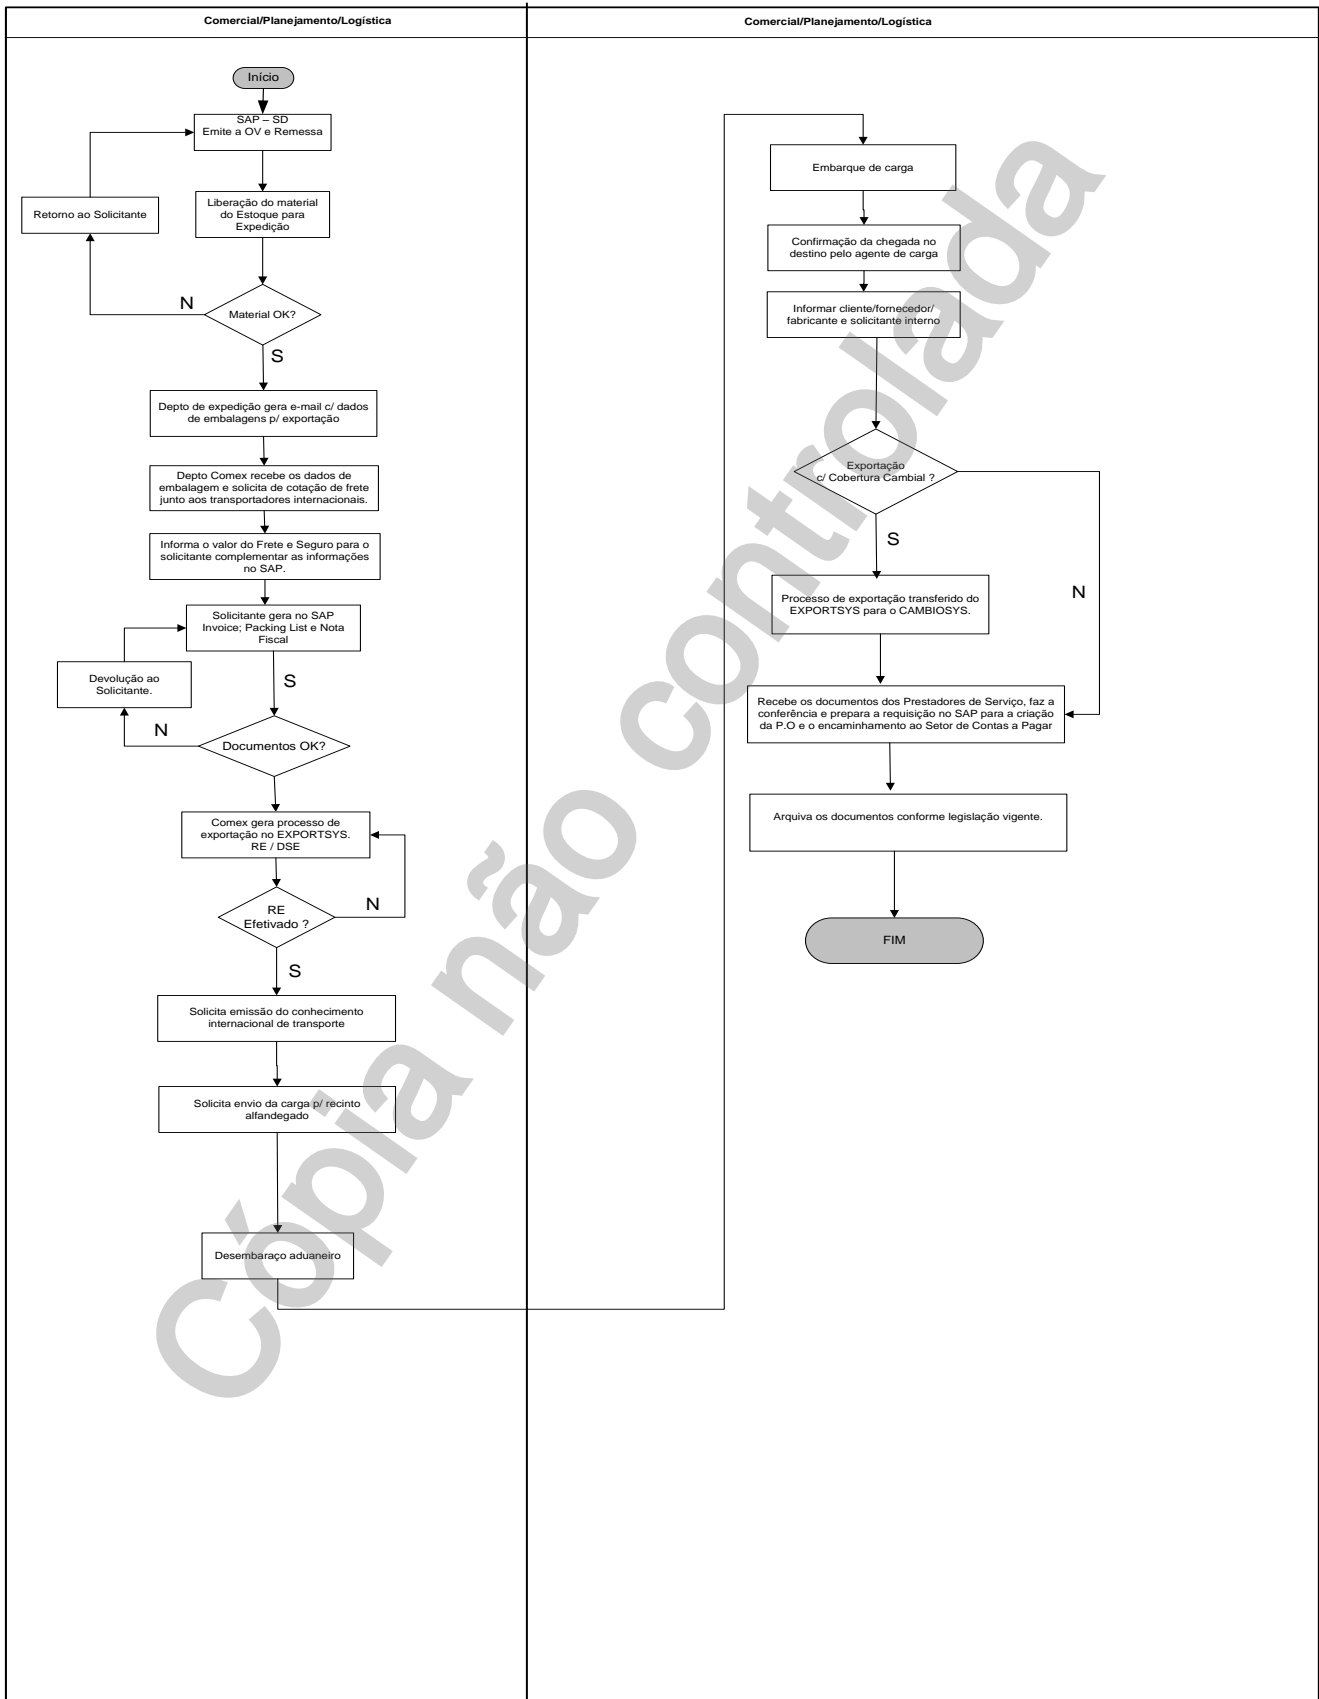 Comercial/Planejamento/Logística
Início
SAP – SD
Emite a OV e Remessa
Retorno ao Solicitante
Liberação do material
do Estoque para
Expedição
N
Material OK?
S
Depto de expedição gera e-mail c/ dados
de embalagens p/ exportação
Depto Comex recebe os dados de
embalagem e solicita de cotação de frete
junto aos transportadores internacionais.
Informa o valor do Frete e Seguro para o
solicitante complementar as informações
no SAP.
Solicitante gera no SAP
Invoice; Packing List e Nota
Fiscal
Devolução ao
Solicitante.
S
N
Documentos OK?
Comex gera processo de
exportação no EXPORTSYS.
RE / DSE
RE
Efetivado ?
N
S
Solicita emissão do conhecimento
internacional de transporte
Solicita envio da carga p/ recinto
alfandegado
Desembaraço aduaneiro
Comercial/Planejamento/Logística
Embarque de carga
Confirmação da chegada no
destino pelo agente de carga
Informar cliente/fornecedor/
fabricante e solicitante interno
Exportação
c/ Cobertura Cambial ?
S
N
Processo de exportação transferido do
EXPORTSYS para o CAMBIOSYS.
Recebe os documentos dos Prestadores de Serviço, faz a
conferência e prepara a requisição no SAP para a criação
da P.O e o encaminhamento ao Setor de Contas a Pagar
Arquiva os documentos conforme legislação vigente.
FIM
Cópia não controlada